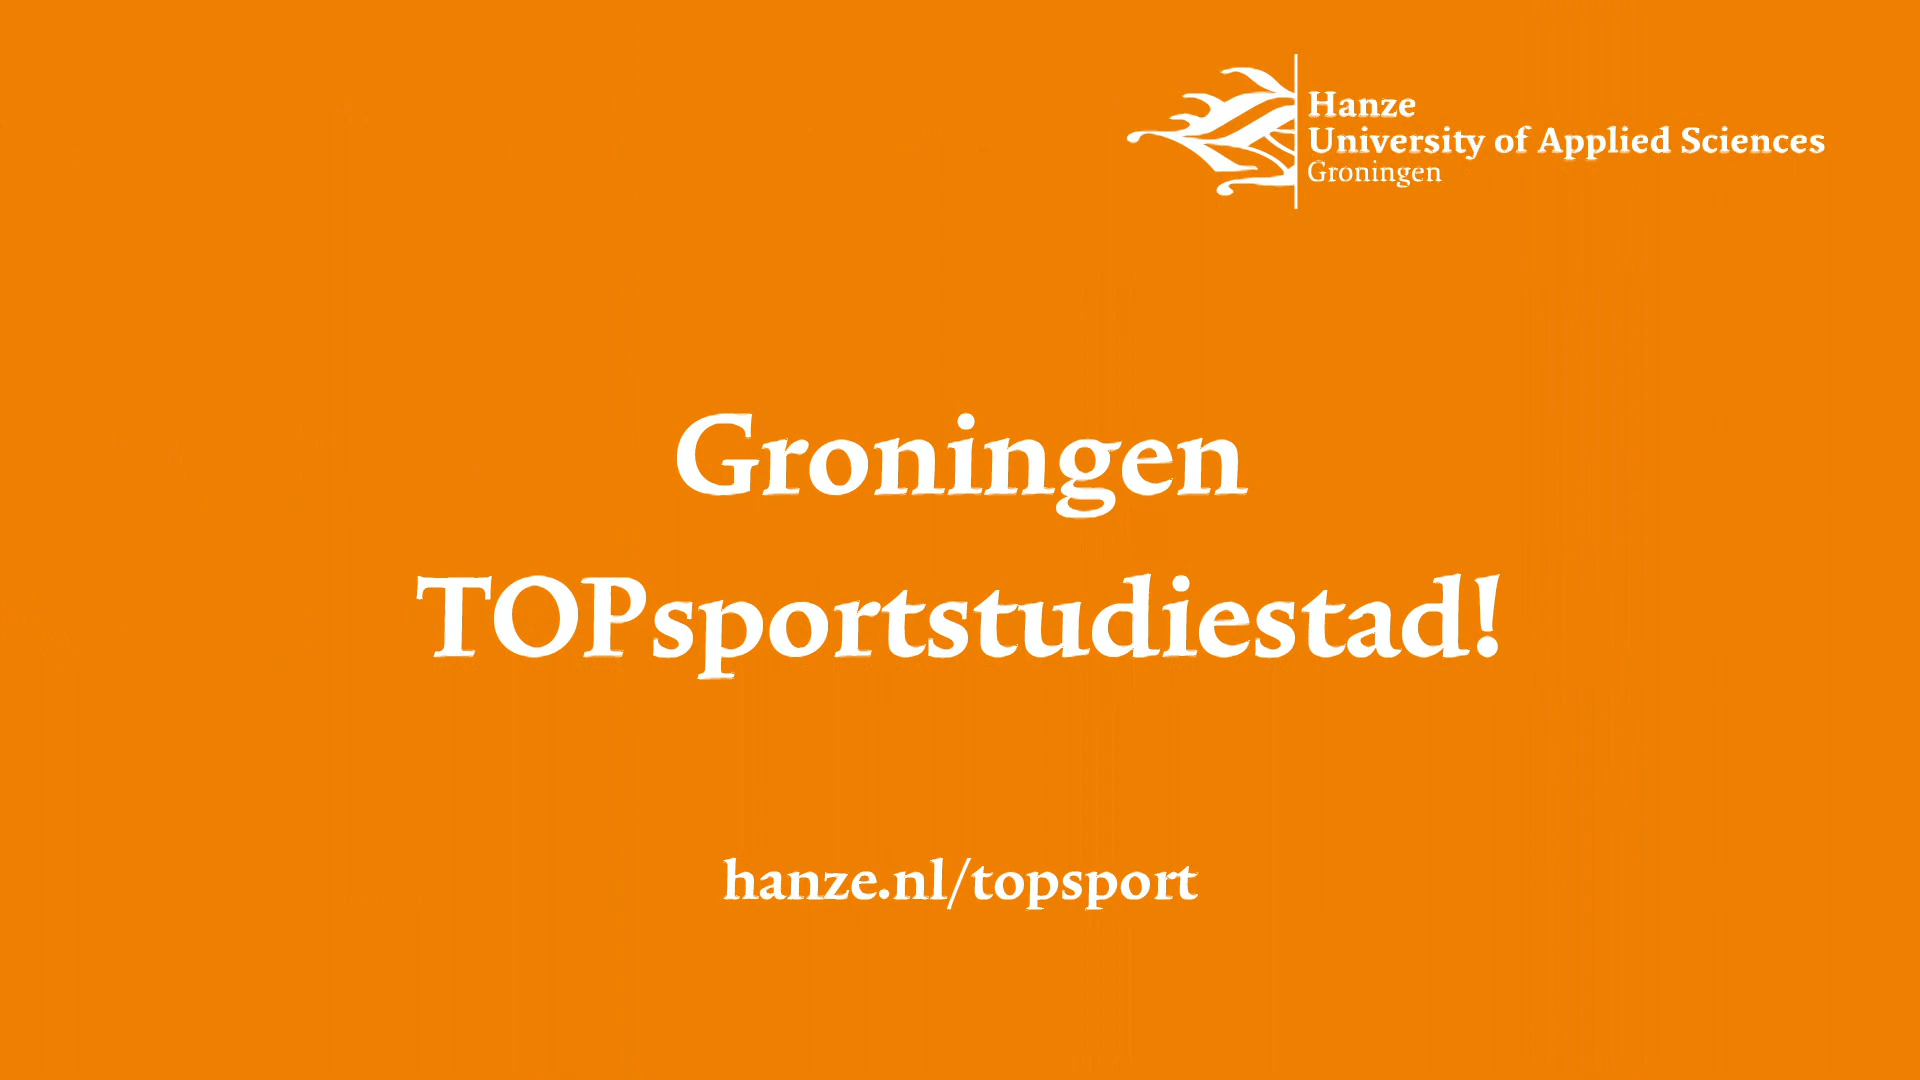 Hanze
University of Applied Sciences
Groningen
Groningen
TOPsportstudiestad!
hanze.nl/topsport